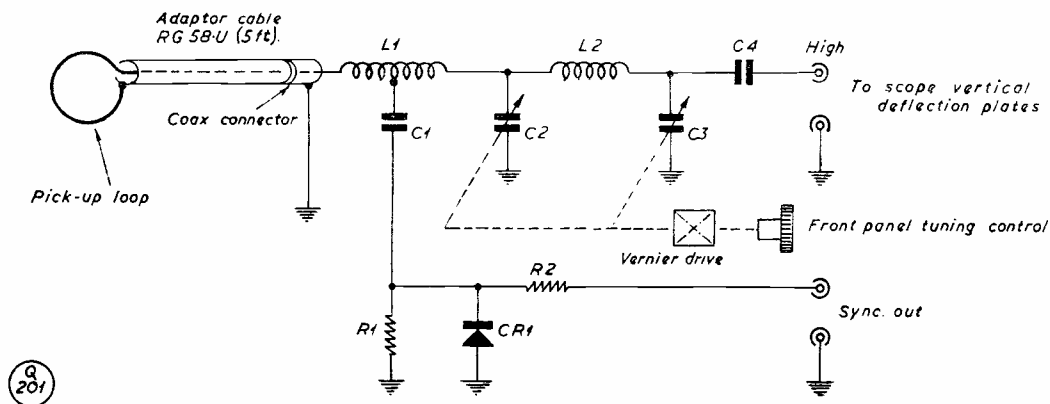 Adaptor cable
RG 58·U (5 ft).
L1
L2
C4
High
To scope vertical
deflection plates
Coax connector
C1
C2
C3
Pick-up loop
Front panel tuning control
Vernier drive
R2
R1
CR1
Sync. out
Q
201